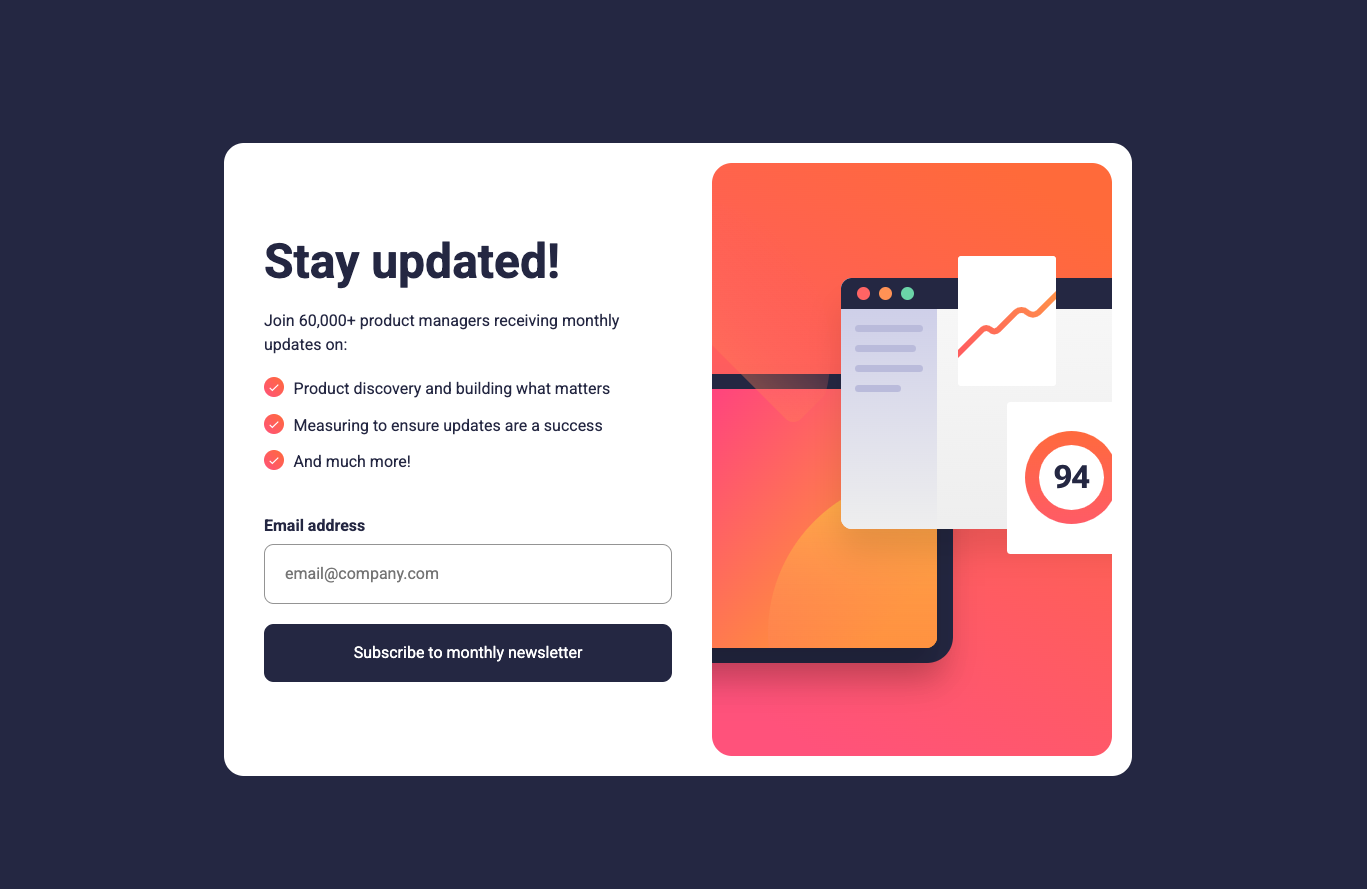 Stay updated!
Join 60,000+ product managers receiving monthly
updates on:
Product discovery and building what matters
Measuring to ensure updates are a success
And much more!
Email address
email@company.com
Subscribe to monthly newsletter
94